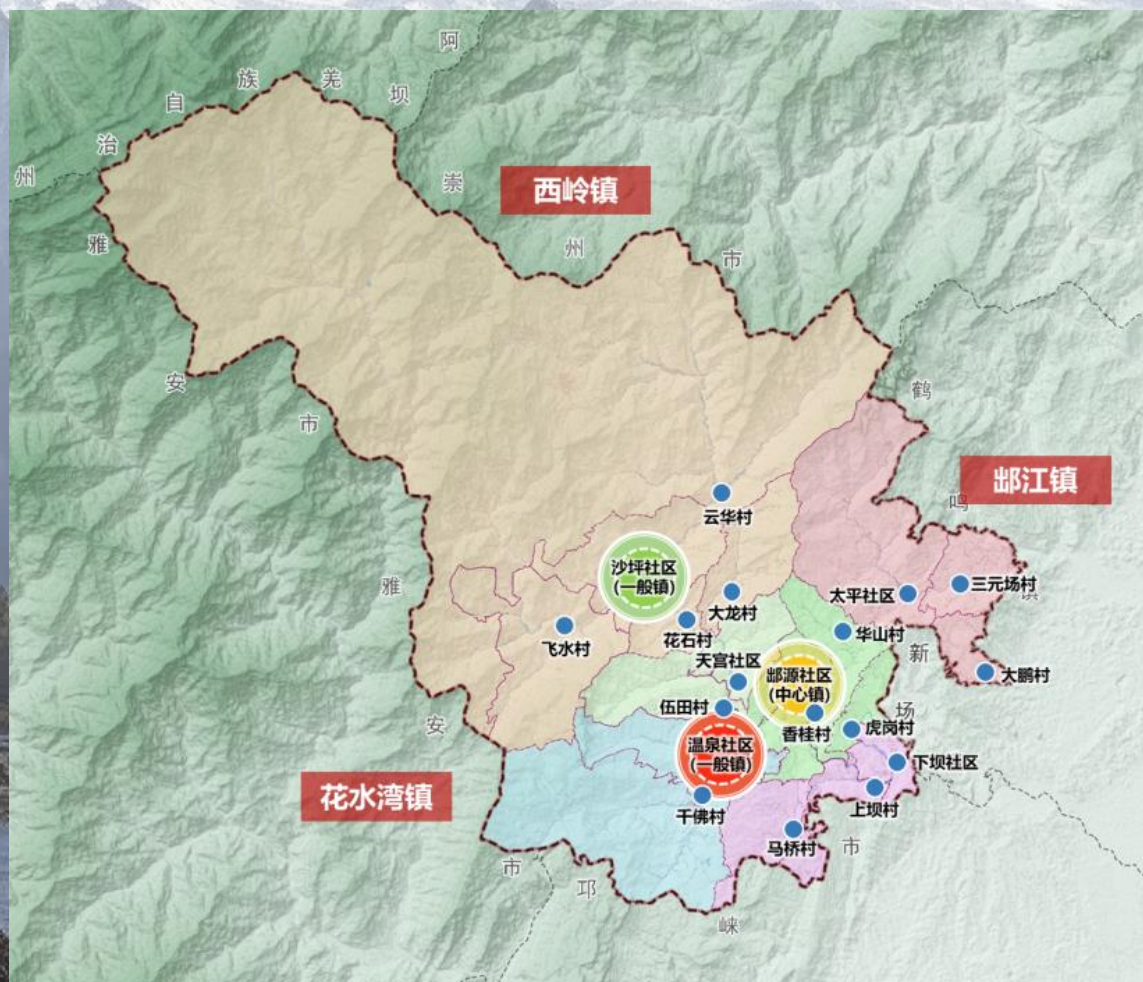 阿坝羌族自治州
崇州市
西岭镇
雅安市
鹤鸣镇
䢺江镇
云华村
沙坪社区
(一般镇)
大龙村
太平社区
三元场村
飞水村
花石村
华山村
雅安市
天宫社区
䢺源社区
(中心镇)
新场
大鹏村
伍田村
香桂村
虎岗村
温泉社区
(一般镇)
下坝社区
花水湾镇
千佛村
上坝村
马桥村
邛崃市